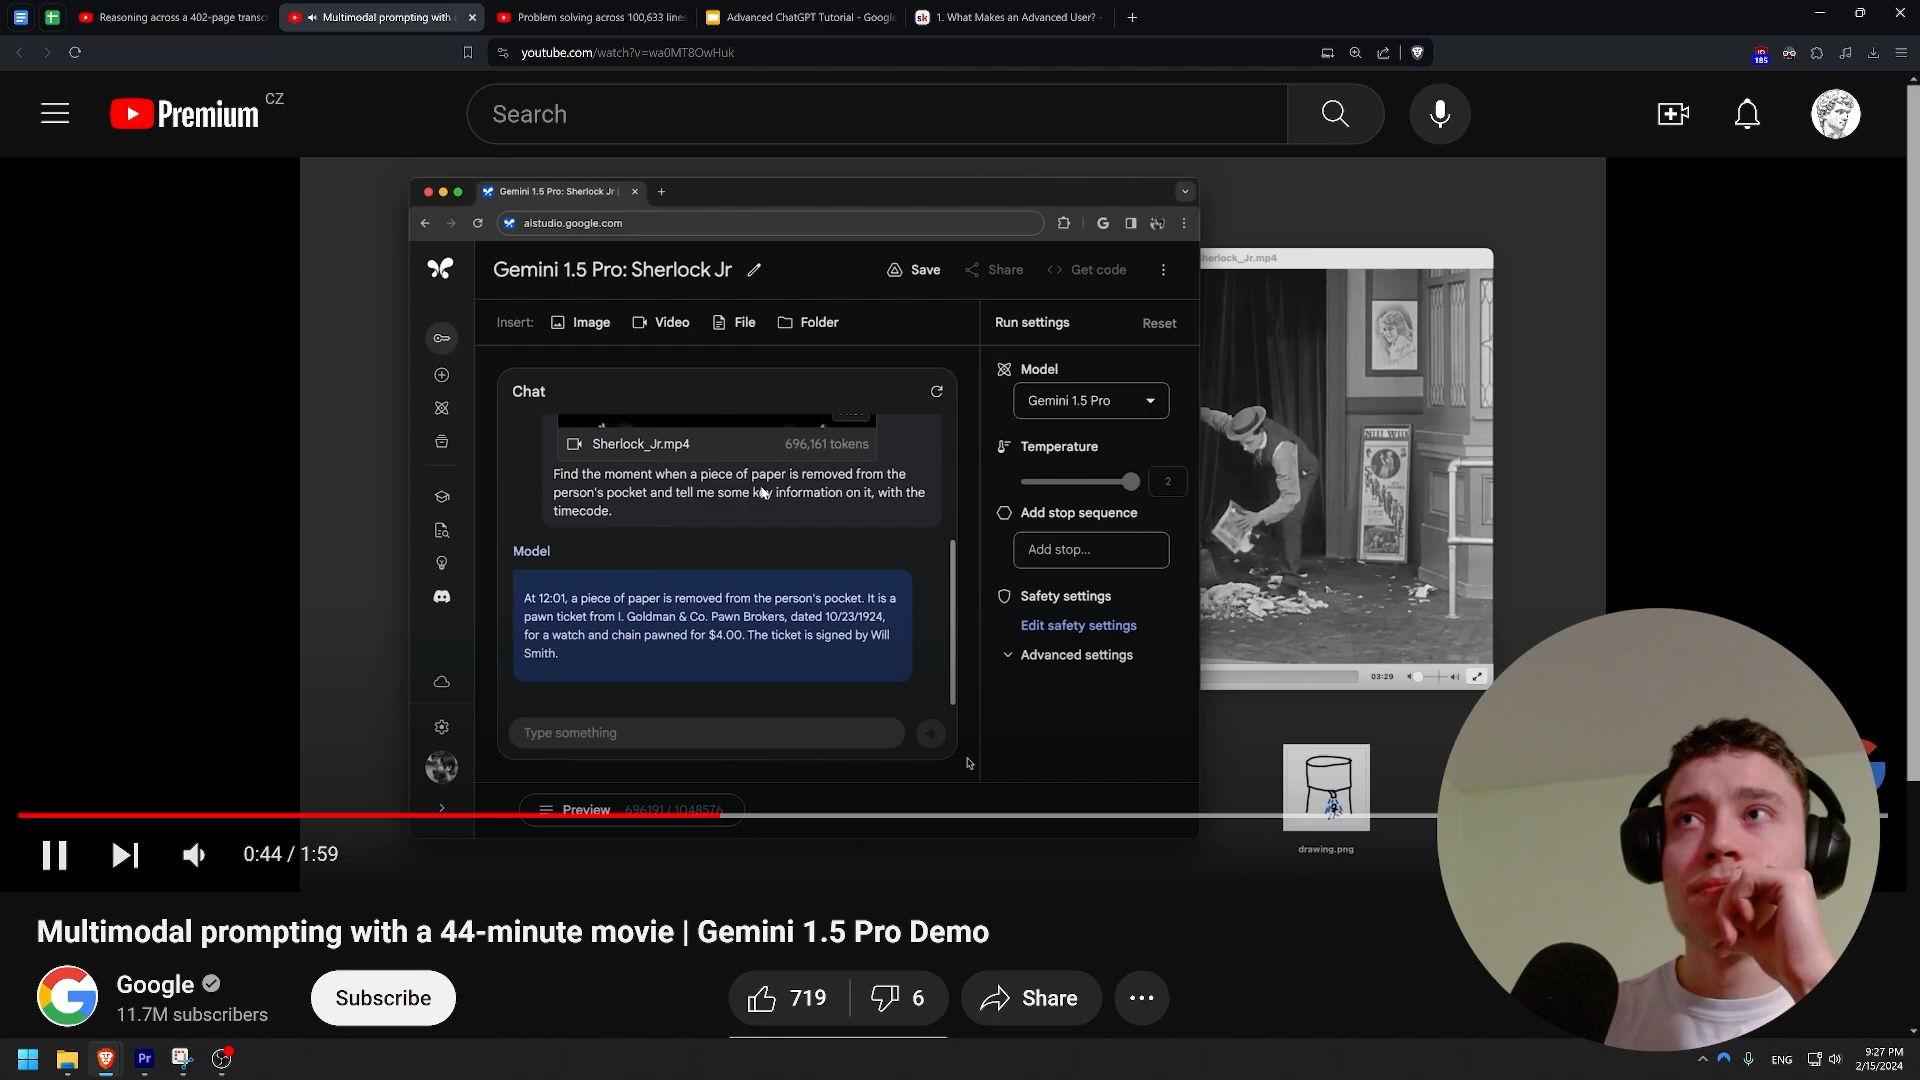 Reasoning across a 402-page transc
Multimodal prompting with a
Problem solving across 100,633 lines
Advanced ChatGPT Tutorial - Google
1. What Makes an Advanced User?
youtube.com/watch?v=wa0MT8OwHuk
185
Premium CZ
Search
Gemini 1.5 Pro: Sherlock Jr
aistudio.google.com
Gemini 1.5 Pro: Sherlock Jr
Save
Share
Get code
herlock_Jr.mp4
Insert:
Image
Video
File
Folder
Run settings
Reset
Chat
Model
Gemini 1.5 Pro
Sherlock_Jr.mp4
696,161 tokens
Find the moment when a piece of paper is removed from the
person's pocket and tell me some key information on it, with the
timecode.
Temperature
2
Add stop sequence
Add stop...
Model
At 12:01, a piece of paper is removed from the person's pocket. It is a
pawn ticket from I. Goldman & Co. Pawn Brokers, dated 10/23/1924,
for a watch and chain pawned for $4.00. The ticket is signed by Will
Smith.
Safety settings
Edit safety settings
Advanced settings
03:29
Type something
Preview
696191 / 1048576
drawing.png
0:44 / 1:59
Multimodal prompting with a 44-minute movie | Gemini 1.5 Pro Demo
Google
11.7M subscribers
Subscribe
719
6
Share
Pr
ENG
9:27 PM
2/15/2024